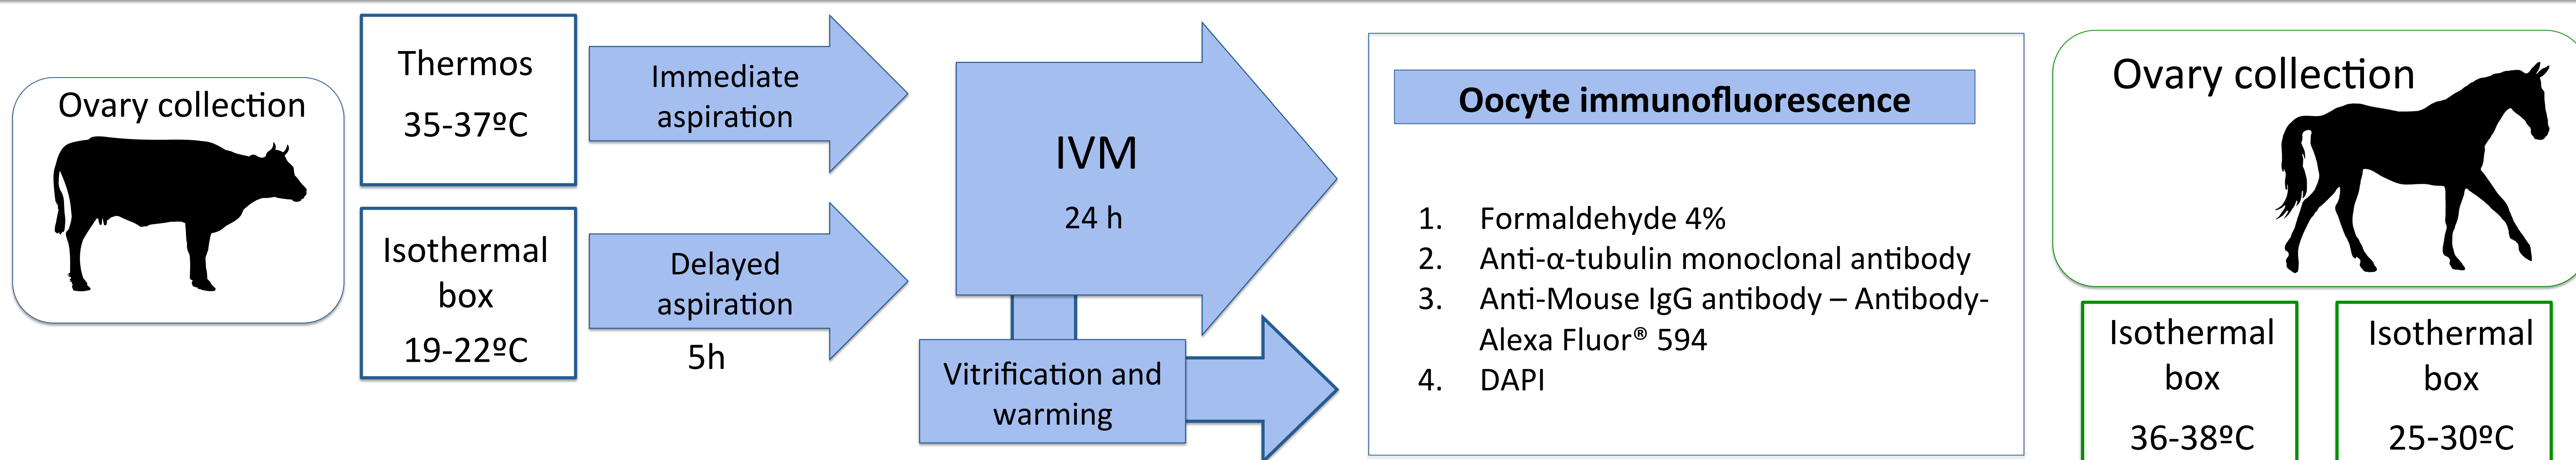 Ovary collection
Thermos
35-37ºC
Isothermal
box
19-22ºC
Immediate
aspiration
Delayed
aspiration
5h
IVM
24 h
Vitrification and
warming
Oocyte immunofluorescence
1. Formaldehyde 4%
2. Anti-α-tubulin monoclonal antibody
3. Anti-Mouse IgG antibody – Antibody-
Alexa Fluor® 594
4. DAPI
Ovary collection
Isothermal
box
36-38ºC
Isothermal
box
25-30ºC